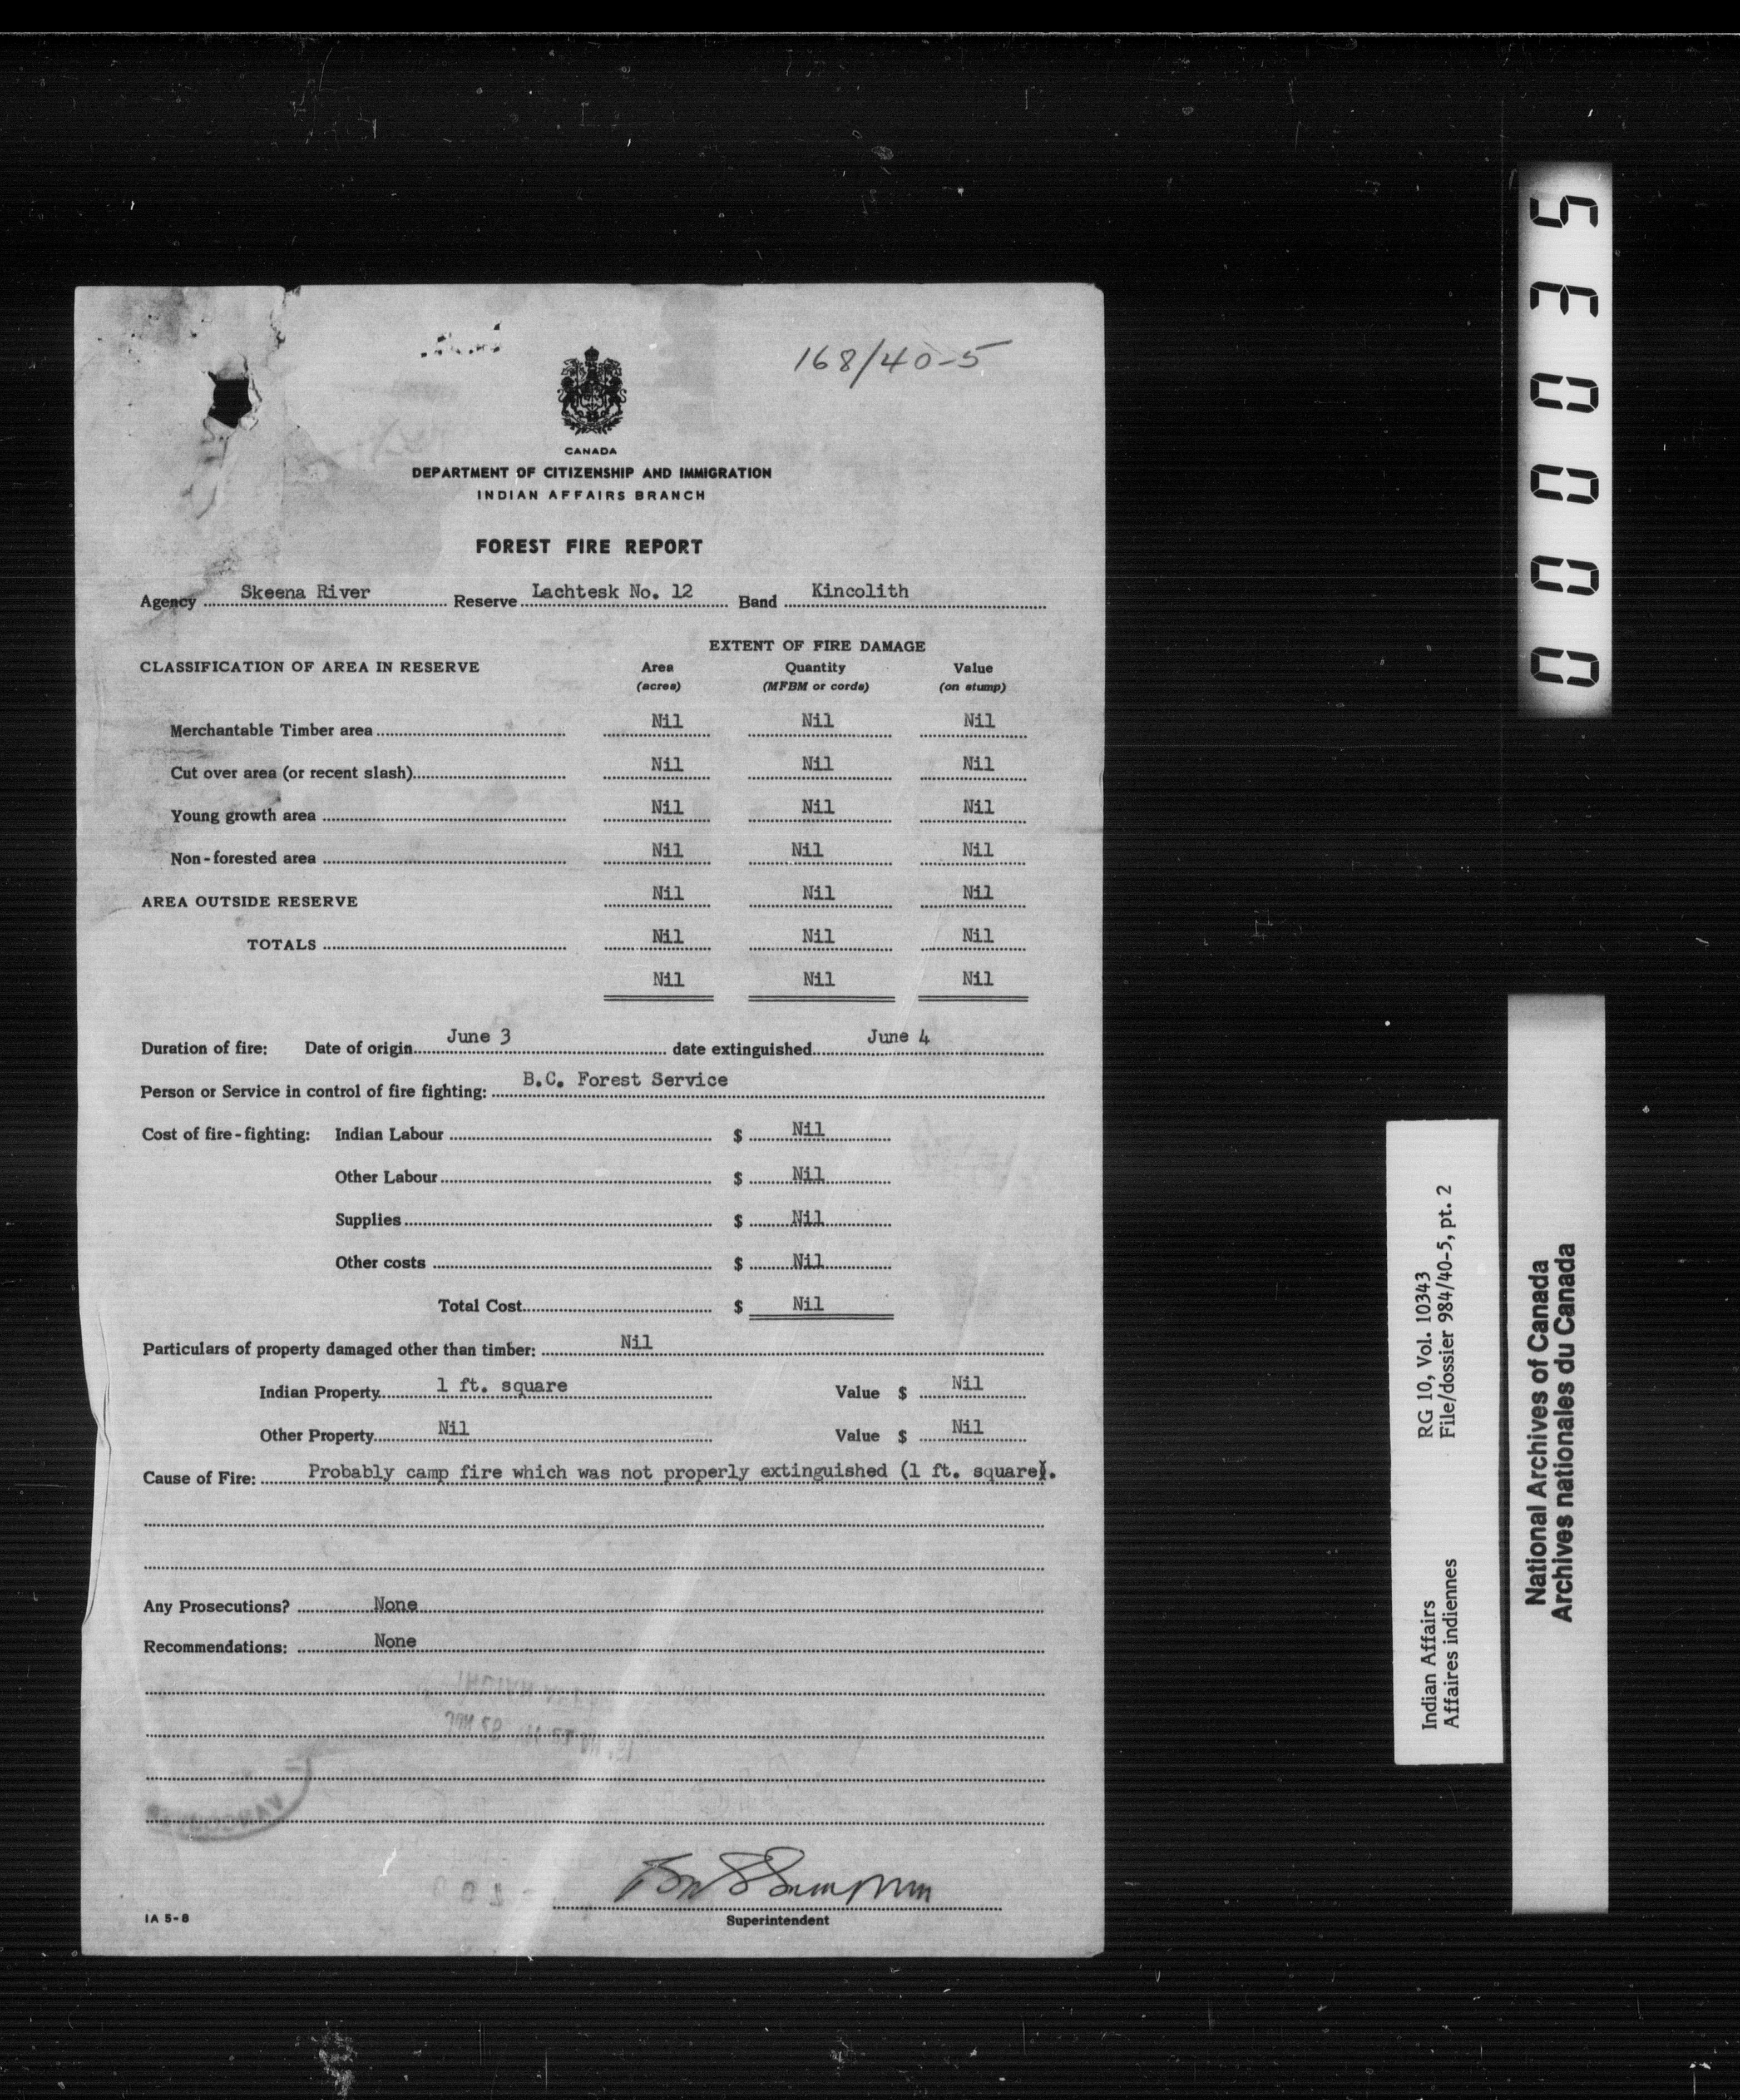 168/40-5
CANADA
DEPARTMENT OF CITIZENSHIP AND IMMIGRATION
INDIAN AFFAIRS BRANCH
FOREST FIRE REPORT
Agency Skeena River Reserve Lachtesk No. 12 Band Kincolith
EXTENT OF FIRE DAMAGE
CLASSIFICATION OF AREA IN RESERVE Area Quantity Value
(acres) (MFBM or cords) (on stump)
Merchantable Timber area Nil Nil Nil
Cut over area (or recent slash) Nil Nil Nil
Young growth area Nil Nil Nil
Non-forested area Nil Nil Nil
AREA OUTSIDE RESERVE Nil Nil Nil
TOTALS Nil Nil Nil
Nil Nil Nil
Duration of fire: Date of origin June 3 date extinguished June 4
Person or Service in control of fire fighting: B.C. Forest Service
Cost of fire-fighting: Indian Labour $ Nil
Other Labour $ Nil
Supplies $ Nil
Other costs $ Nil
Total Cost $ Nil
Particulars of property damaged other than timber: Nil
Indian Property 1 ft. square Value $ Nil
Other Property Nil Value $ Nil
Cause of Fire: Probably camp fire which was not properly extinguished (1 ft. square).
Any Prosecutions? None
Recommendations: None
Superintendent
IA 5-8
000035
RG 10, Vol. 10343
File/dossier 984/40-5, pt. 2
Indian Affairs
Affaires indiennes
National Archives of Canada
Archives nationales du Canada